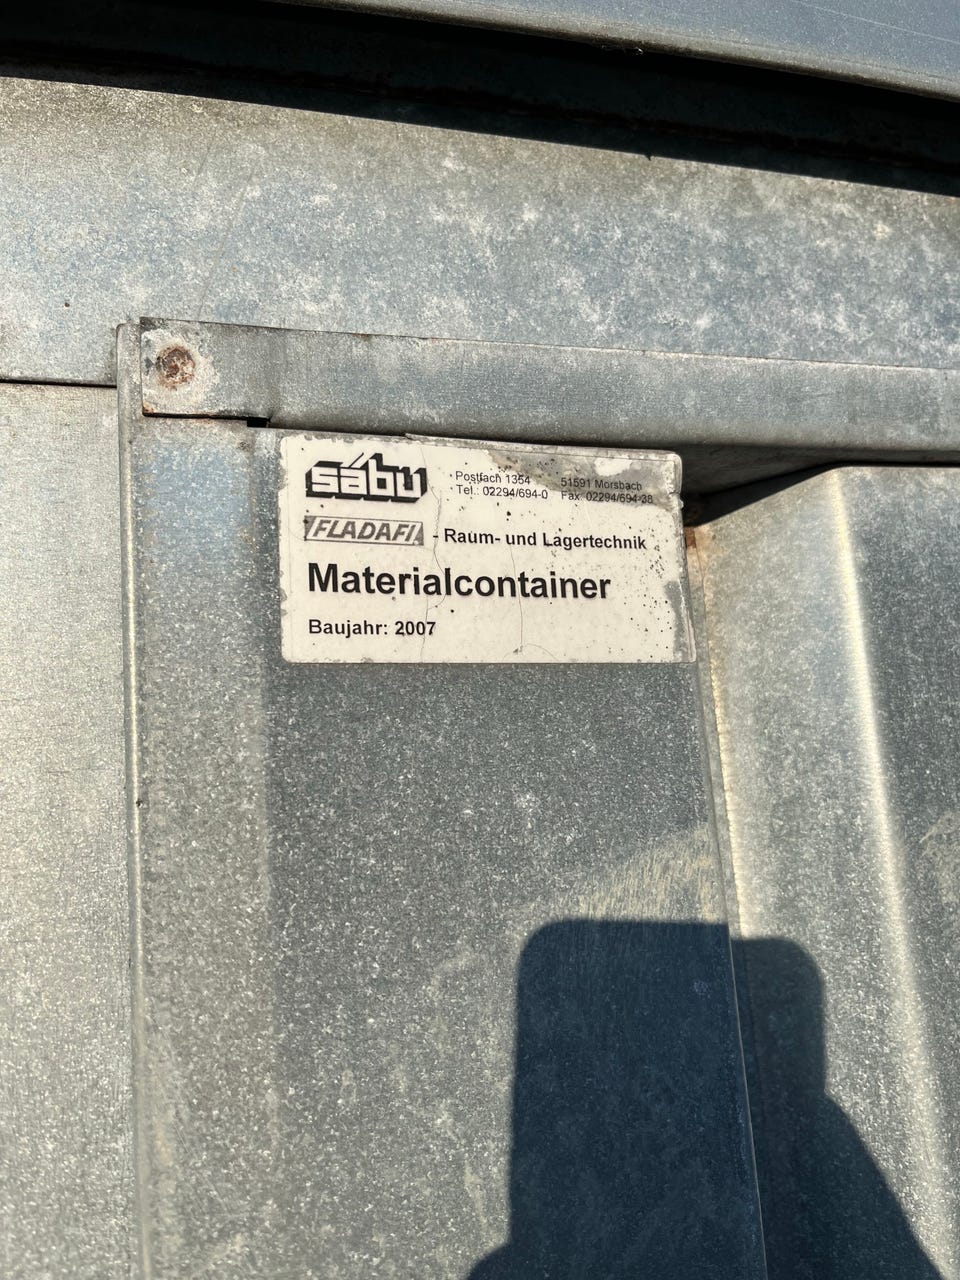 säbu
Postfach 1354 51591 Morsbach
Tel.: 02294/694-0 Fax: 02294/694-38
FLADAFI - Raum- und Lagertechnik
Materialcontainer
Baujahr: 2007